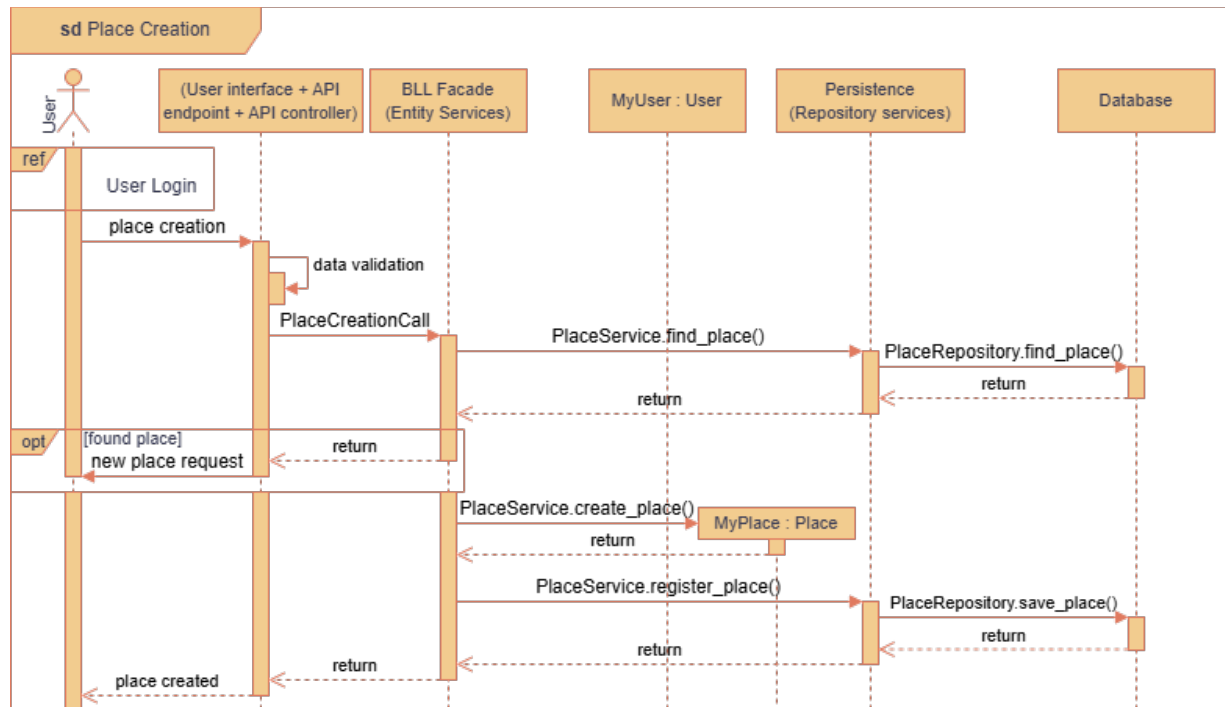 sd Place Creation
User
(User interface + API
endpoint + API controller)
BLL Facade
(Entity Services)
MyUser : User
Persistence
(Repository services)
Database
ref
User Login
place creation
data validation
PlaceCreationCall
PlaceService.find_place()
PlaceRepository.find_place()
return
return
opt
[found place]
return
new place request
PlaceService.create_place()
MyPlace : Place
return
PlaceService.register_place()
PlaceRepository.save_place()
return
return
return
place created